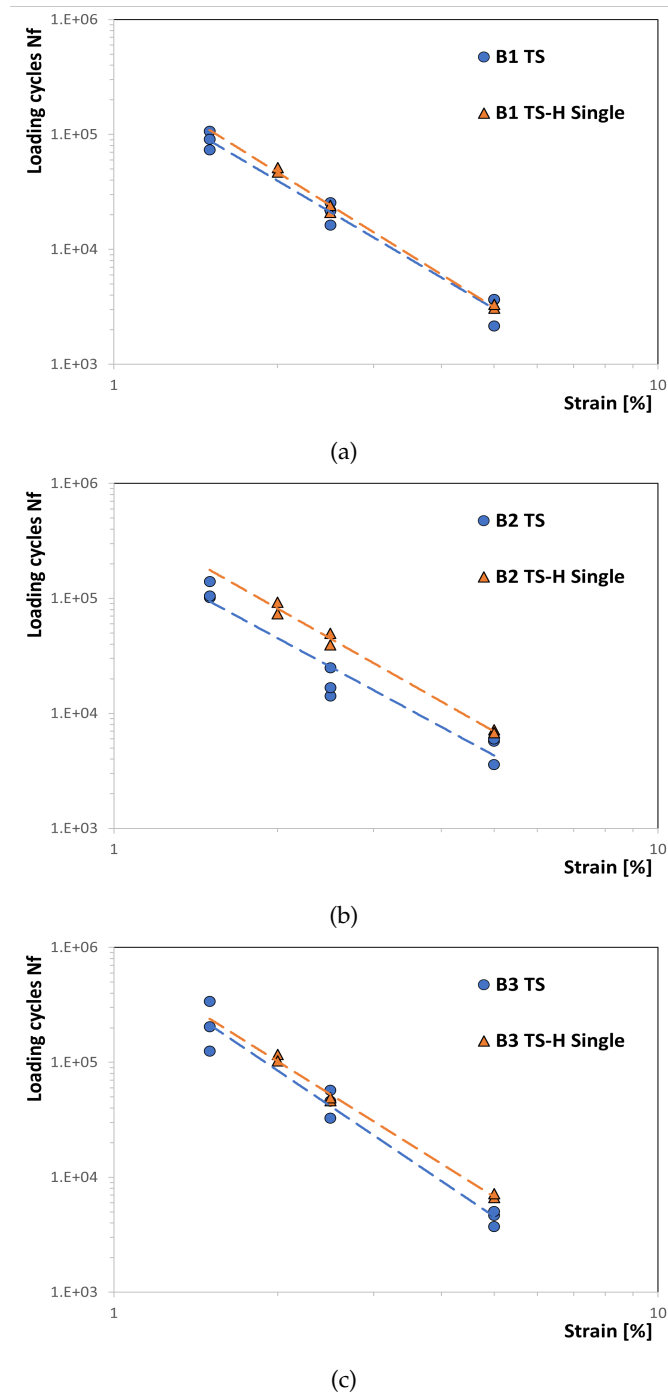 1.E+06
B1 TS
B1 TS-H Single
1.E+05
1.E+04
1.E+03
Loading cycles Nf
1
10
Strain [%]
(a)
1.E+06
B2 TS
B2 TS-H Single
1.E+05
1.E+04
1.E+03
Loading cycles Nf
1
10
Strain [%]
(b)
1.E+06
B3 TS
B3 TS-H Single
1.E+05
1.E+04
1.E+03
Loading cycles Nf
1
10
Strain [%]
(c)